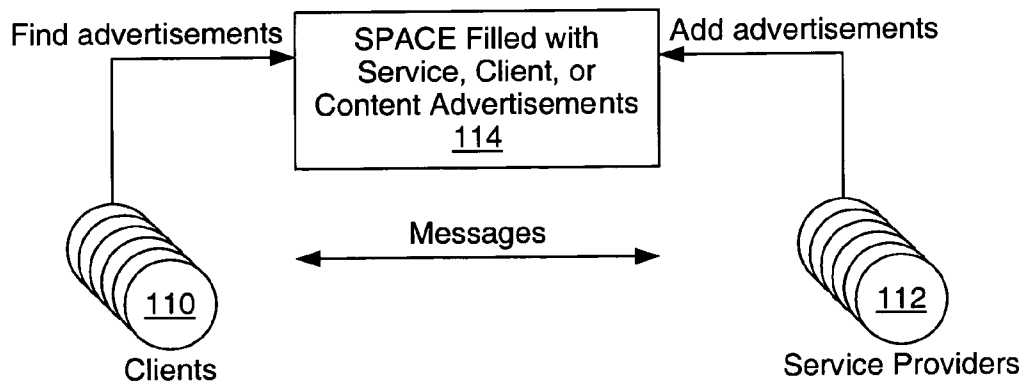 Find advertisements
SPACE Filled with
Service, Client, or
Content Advertisements
114
Add advertisements
Messages
110
Clients
112
Service Providers